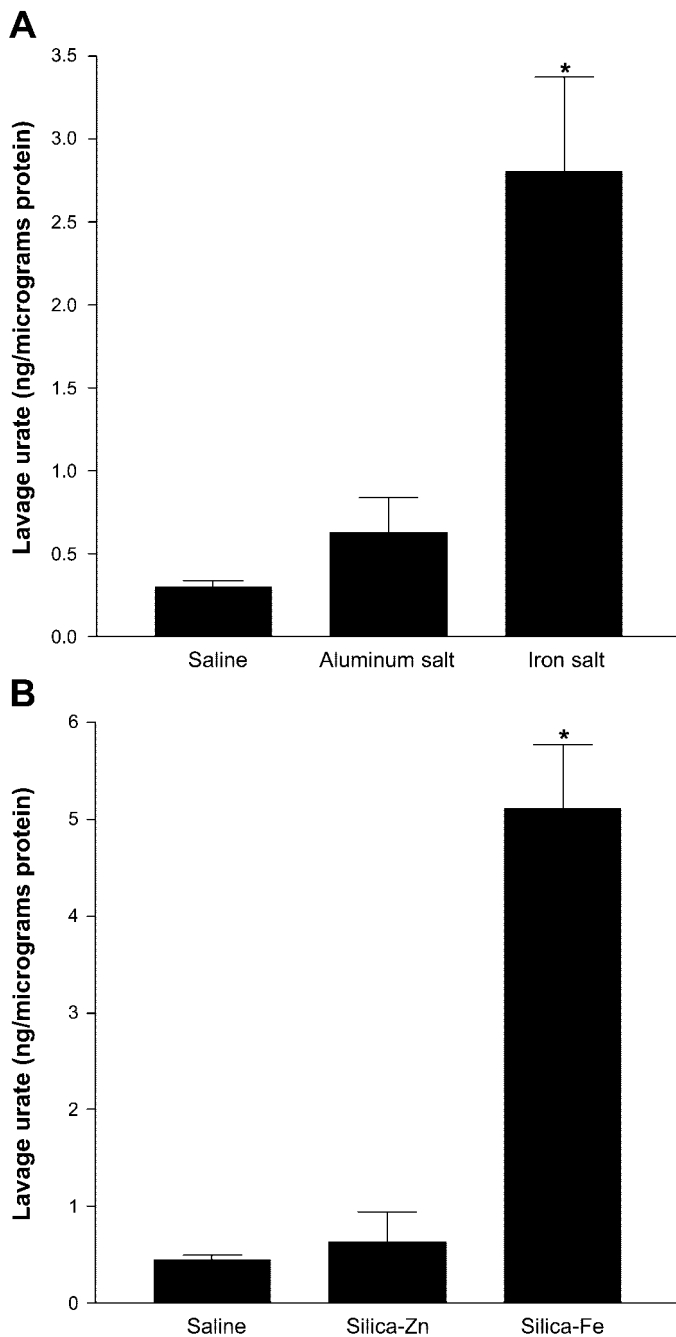 A
Lavage urate (ng/micrograms protein)
3.5
3.0
2.5
2.0
1.5
1.0
0.5
0.0
*
Saline Aluminum salt Iron salt
B
Lavage urate (ng/micrograms protein)
6
5
4
3
2
1
0
*
Saline Silica-Zn Silica-Fe